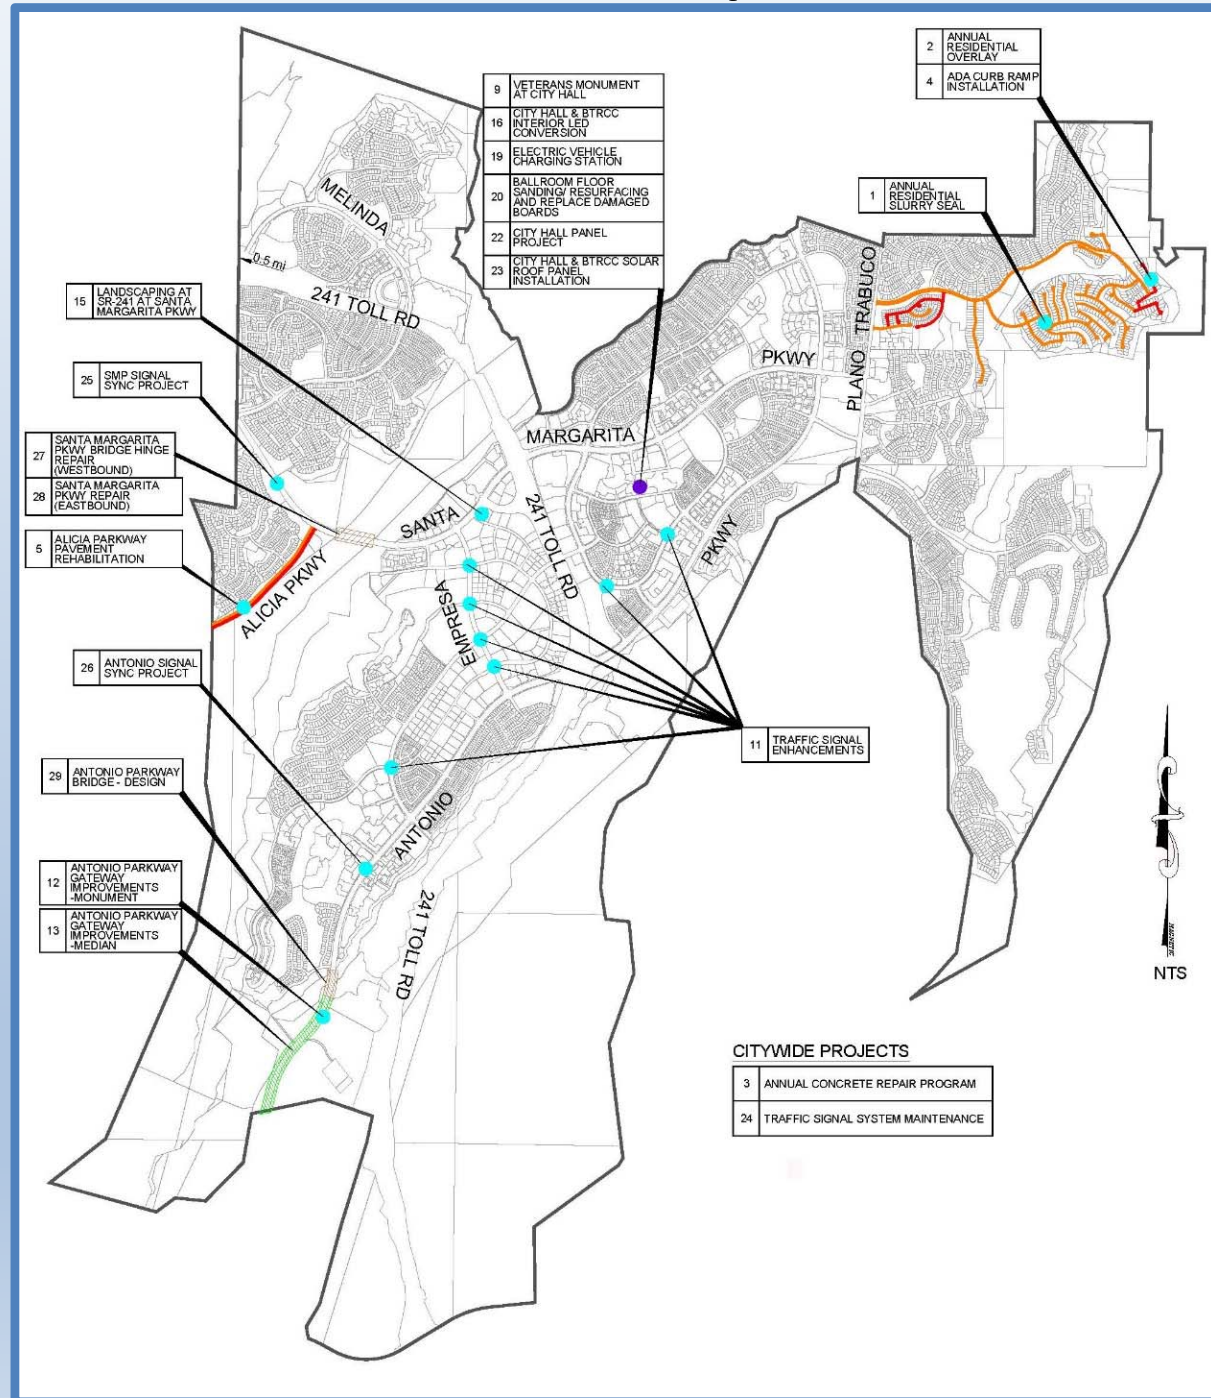 2 ANNUAL
RESIDENTIAL
OVERLAY
4 ADA CURB RAMP
INSTALLATION
9 VETERANS MONUMENT
AT CITY HALL
16 CITY HALL & BTRCC
INTERIOR LED
CONVERSION
19 ELECTRIC VEHICLE
CHARGING STATION
20 BALLROOM FLOOR
SANDING/ RESURFACING
AND REPLACE DAMAGED
BOARDS
22 CITY HALL PANEL
PROJECT
23 CITY HALL & BTRCC SOLAR
ROOF PANEL
INSTALLATION
1 ANNUAL
RESIDENTIAL
SLURRY SEAL
MELINDA
0.5 mi
241 TOLL RD
15 LANDSCAPING AT
SR-241 AT SANTA
MARGARITA PKWY
25 SMP SIGNAL
SYNC PROJECT
27 SANTA MARGARITA
PKWY BRIDGE HINGE
REPAIR
(WESTBOUND)
28 SANTA MARGARITA
PKWY REPAIR
(EASTBOUND)
5 ALICIA PARKWAY
PAVEMENT
REHABILITATION
PLANO TRABUCO
PKWY
MARGARITA
SANTA
241 TOLL RD
PKWY
ALICIA PKWY
EMPRESA
26 ANTONIO SIGNAL
SYNC PROJECT
11 TRAFFIC SIGNAL
ENHANCEMENTS
29 ANTONIO PARKWAY
BRIDGE - DESIGN
ANTONIO
12 ANTONIO PARKWAY
GATEWAY
IMPROVEMENTS
-MONUMENT
13 ANTONIO PARKWAY
GATEWAY
IMPROVEMENTS
-MEDIAN
241 TOLL RD
NTS
CITYWIDE PROJECTS
3 ANNUAL CONCRETE REPAIR PROGRAM
24 TRAFFIC SIGNAL SYSTEM MAINTENANCE